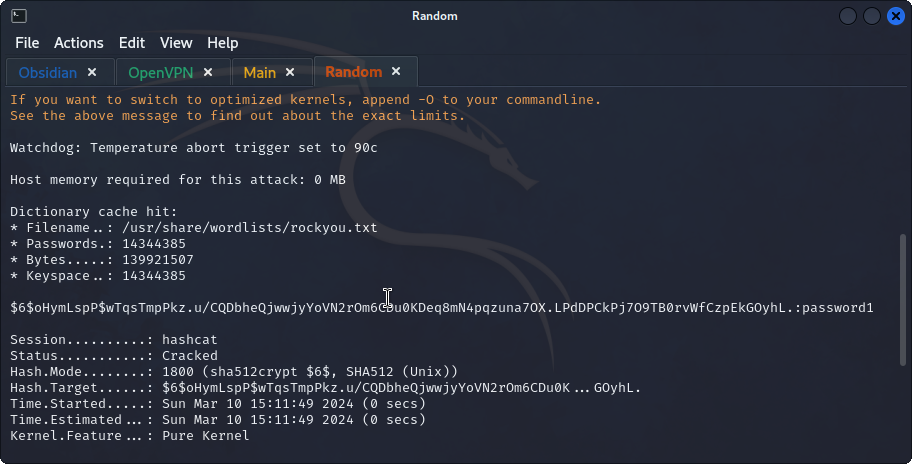 Random
File Actions Edit View Help
Obsidian × OpenVPN × Main × Random ×
If you want to switch to optimized kernels, append -O to your commandline.
See the above message to find out about the exact limits.
Watchdog: Temperature abort trigger set to 90c
Host memory required for this attack: 0 MB
Dictionary cache hit:
* Filename..: /usr/share/wordlists/rockyou.txt
* Passwords.: 14344385
* Bytes.....: 139921507
* Keyspace..: 14344385
$6$oHymLspP$wTqsTmpPkz.u/CQDbheQjwwjyYoVN2rOm6CDu0KDeq8mN4pqzuna7OX.LPdDPCkPj7O9TB0rvWfCzpEkGOyhL.:password1
Session..........: hashcat
Status...........: Cracked
Hash.Mode........: 1800 (sha512crypt $6$, SHA512 (Unix))
Hash.Target......: $6$oHymLspP$wTqsTmpPkz.u/CQDbheQjwwjyYoVN2rOm6CDu0K...GOyhL.
Time.Started.....: Sun Mar 10 15:11:49 2024 (0 secs)
Time.Estimated...: Sun Mar 10 15:11:49 2024 (0 secs)
Kernel.Feature...: Pure Kernel